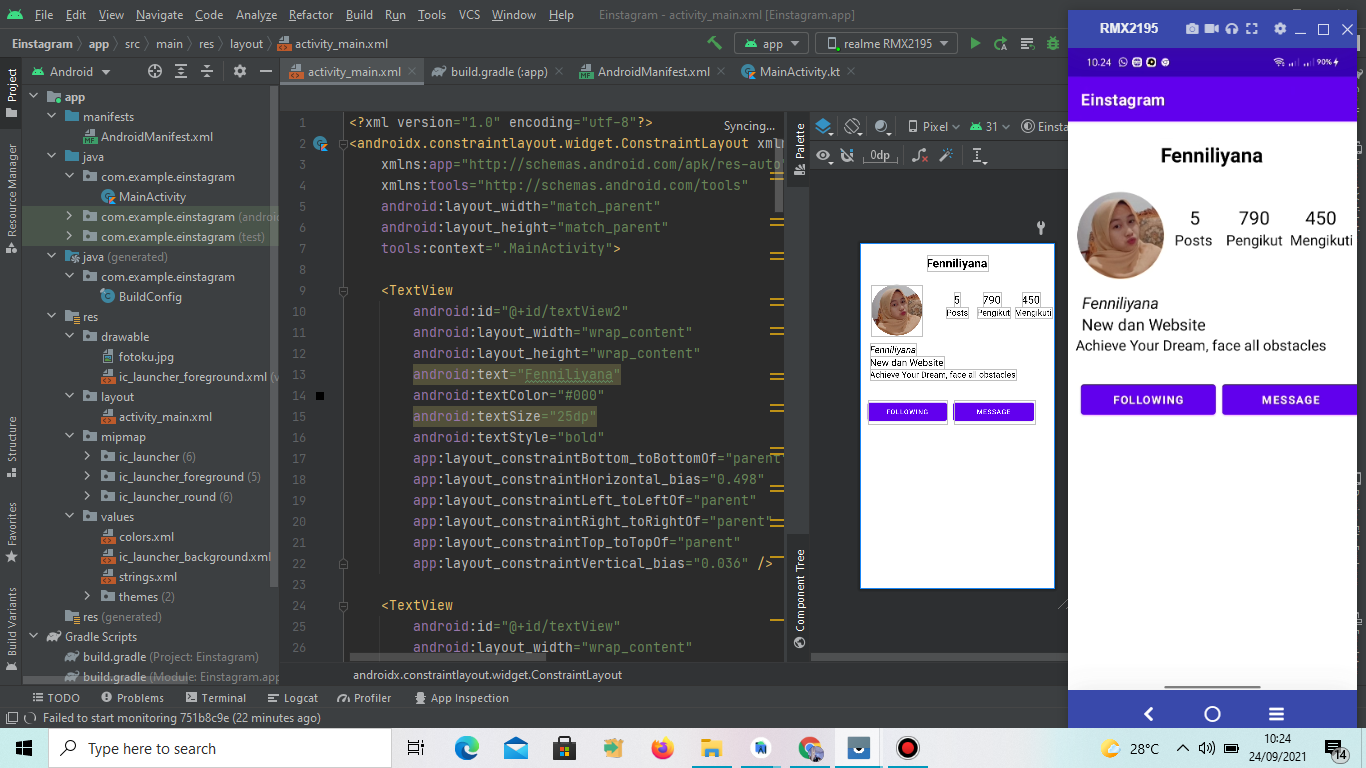 File Edit View Navigate Code Analyze Refactor Build Run Tools VCS Window Help Einstagram - activity_main.xml [Einstagram.app]
Einstagram app src main res layout activity_main.xml app realme RMX2195
Android activity_main.xml build.gradle (:app) AndroidManifest.xml MainActivity.kt
Project
Resource Manager
Structure
Favorites
Build Variants
app
manifests
AndroidManifest.xml
java
com.example.einstagram
MainActivity
com.example.einstagram (androi
com.example.einstagram (test)
java (generated)
com.example.einstagram
BuildConfig
res
drawable
fotoku.jpg
ic_launcher_foreground.xml (v
layout
activity_main.xml
mipmap
ic_launcher (6)
ic_launcher_foreground (5)
ic_launcher_round (6)
values
colors.xml
ic_launcher_background.xml
strings.xml
themes (2)
res (generated)
Gradle Scripts
build.gradle (Project: Einstagram)
build.gradle (Module: Einstagram.app
Syncing...
1 <?xml version="1.0" encoding="utf-8"?>
2 <androidx.constraintlayout.widget.ConstraintLayout xml
3 xmlns:app="http://schemas.android.com/apk/res-auto"
4 xmlns:tools="http://schemas.android.com/tools"
5 android:layout_width="match_parent"
6 android:layout_height="match_parent"
7 tools:context=".MainActivity">
8
9 <TextView
10 android:id="@+id/textView2"
11 android:layout_width="wrap_content"
12 android:layout_height="wrap_content"
13 android:text="Fenniliyana"
14 android:textColor="#000"
15 android:textSize="25dp"
16 android:textStyle="bold"
17 app:layout_constraintBottom_toBottomOf="parent
18 app:layout_constraintHorizontal_bias="0.498"
19 app:layout_constraintLeft_toLeftOf="parent"
20 app:layout_constraintRight_toRightOf="parent"
21 app:layout_constraintTop_toTopOf="parent"
22 app:layout_constraintVertical_bias="0.036" />
23
24 <TextView
25 android:id="@+id/textView"
26 android:layout_width="wrap_content"
androidx.constraintlayout.widget.ConstraintLayout
Palette
Component Tree
Pixel 31 Einsta
0dp
Fenniliyana
5 790 450
Posts Pengikut Mengikuti
Fenniliyana
New dan Website
Achieve Your Dream, face all obstacles
FOLLOWING MESSAGE
RMX2195
10.24 90%
Einstagram
Fenniliyana
5 790 450
Posts Pengikut Mengikuti
Fenniliyana
New dan Website
Achieve Your Dream, face all obstacles
FOLLOWING MESSAGE
TODO Problems Terminal Logcat Profiler App Inspection
Failed to start monitoring 751b8c9e (22 minutes ago)
Type here to search
28°C
10:24
24/09/2021
14